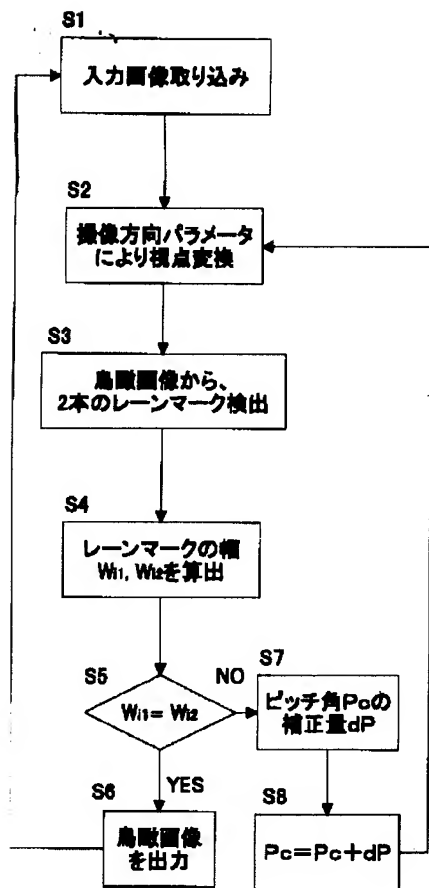 S1
入力画像取り込み
S2
撮像方向パラメータ
により視点変換
S3
鳥瞰画像から、
2本のレーンマーク検出
S4
レーンマークの幅
Wi1, Wi2を算出
S5
Wi1= Wi2
NO
YES
S7
ピッチ角Pcの
補正量dP
S8
Pc=Pc+dP
S6
鳥瞰画像
を出力